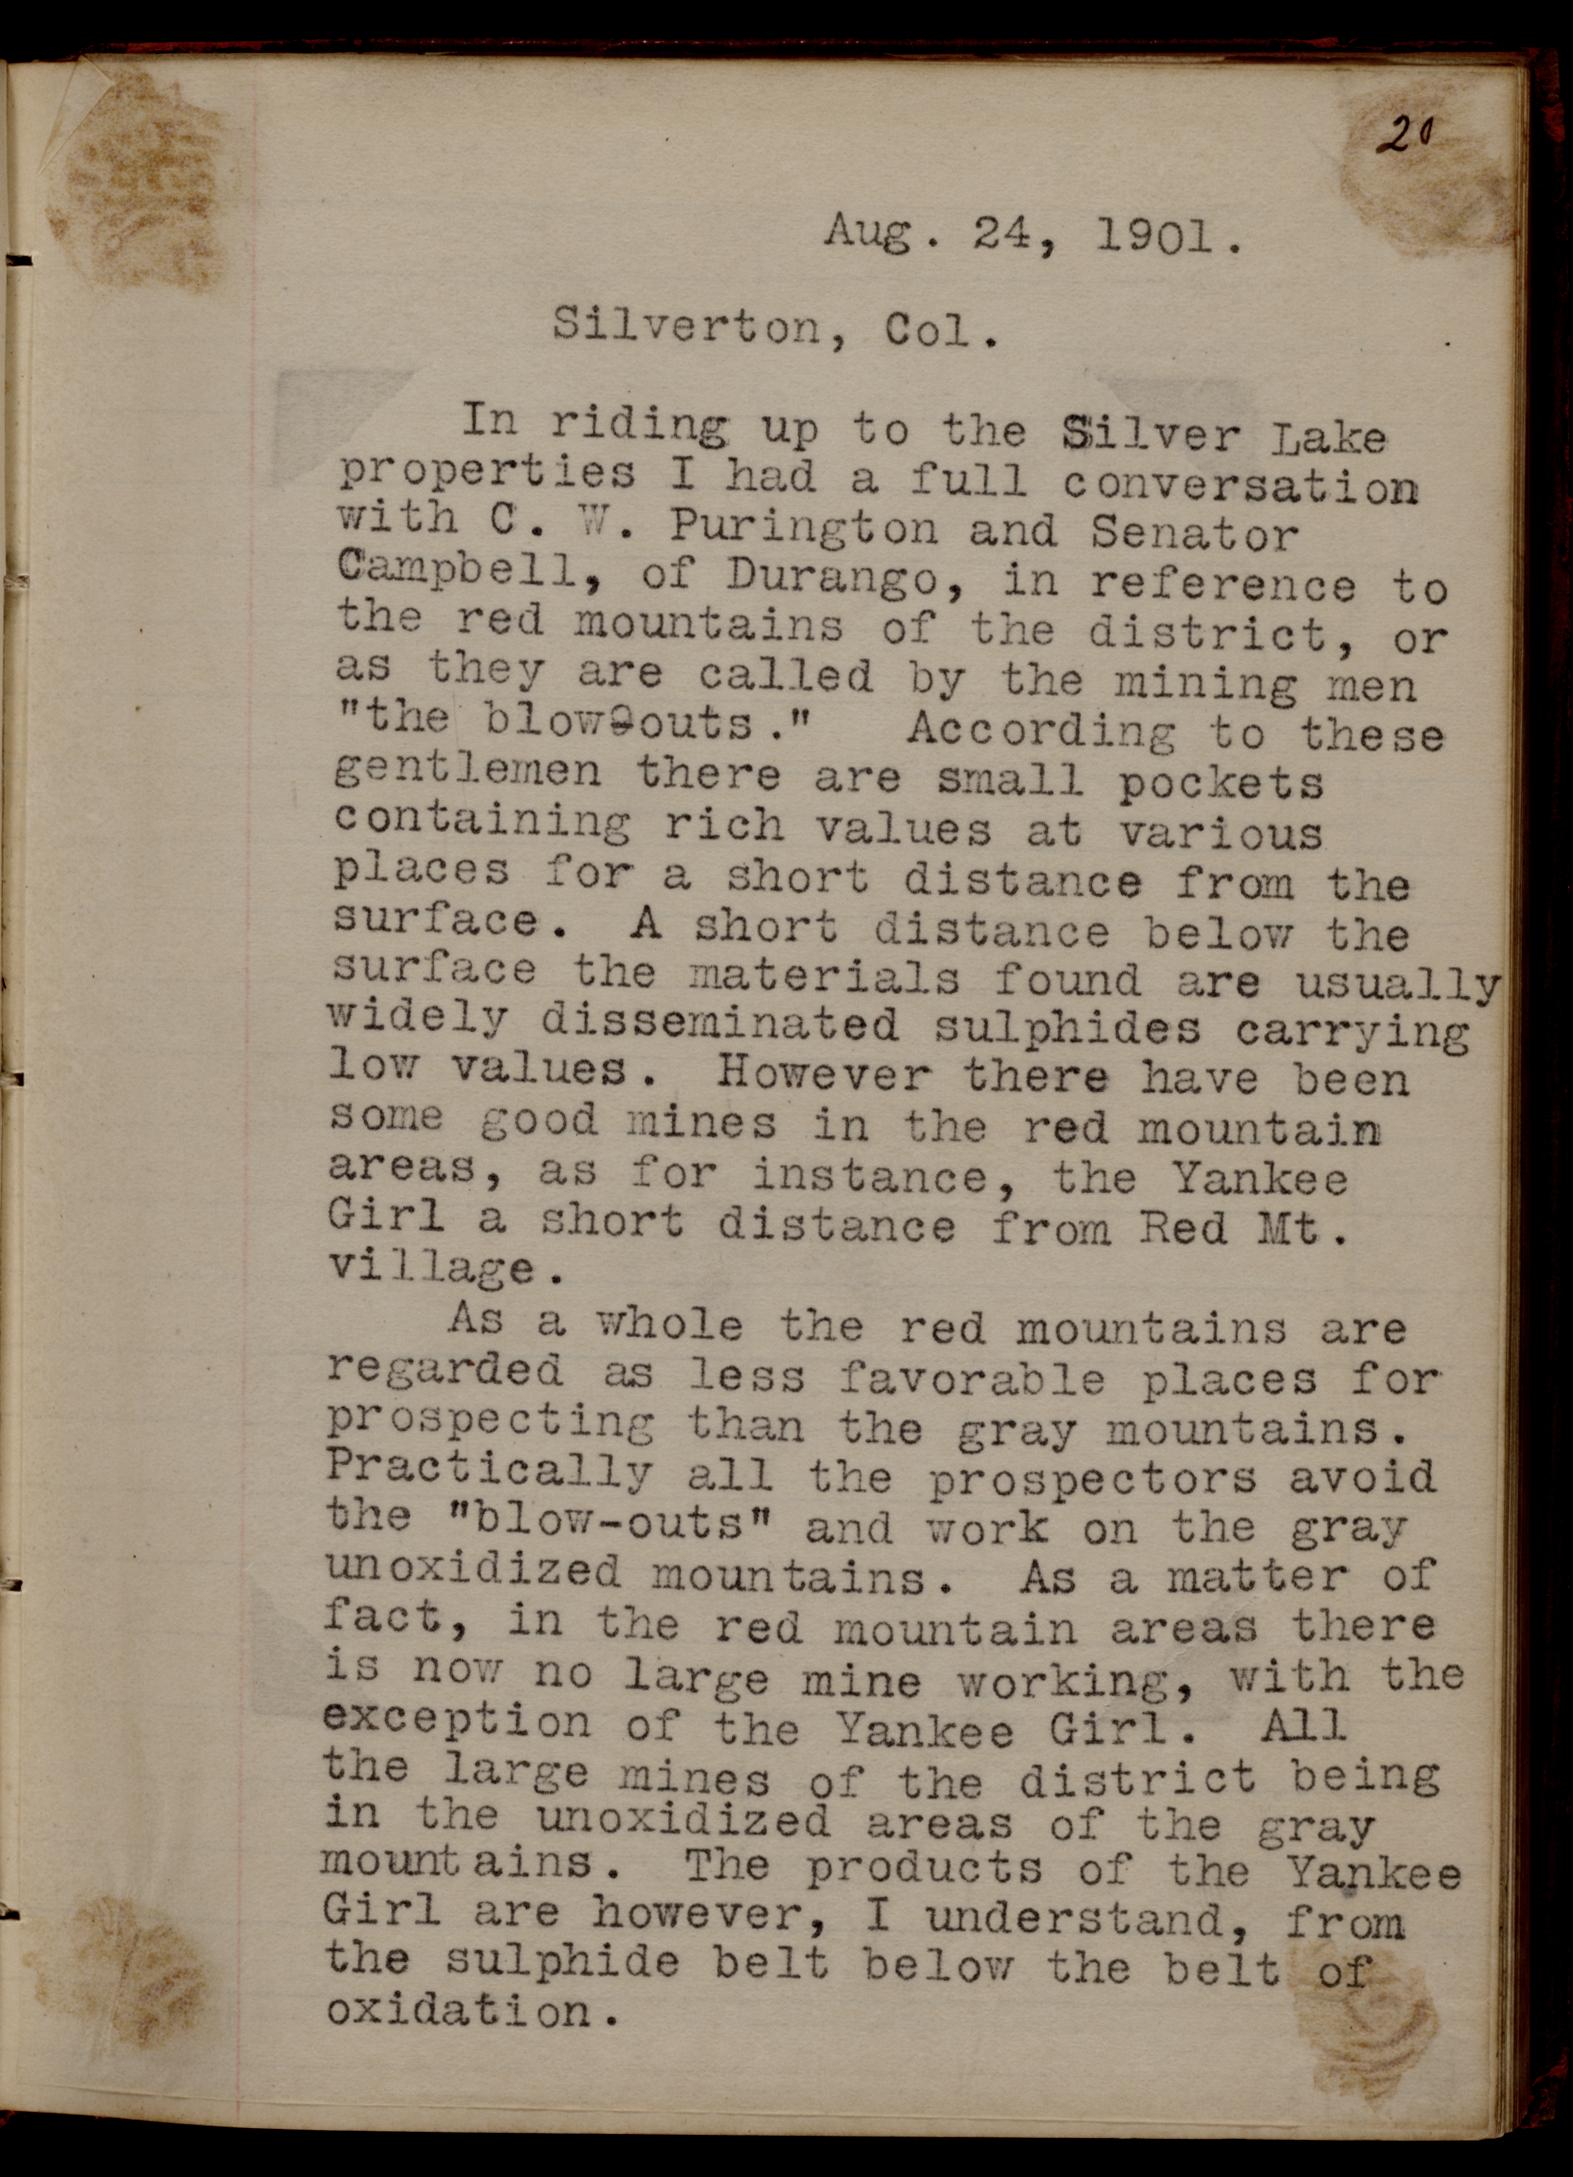 20
Aug. 24, 1901.
Silverton, Col.
In riding up to the Silver Lake
properties I had a full conversation
with C. W. Purington and Senator
Campbell, of Durango, in reference to
the red mountains of the district, or
as they are called by the mining men
"the blow-outs."   According to these
gentlemen there are small pockets
containing rich values at various
places for a short distance from the
surface.  A short distance below the
surface the materials found are usually
widely disseminated sulphides carrying
low values.  However there have been
some good mines in the red mountain
areas, as for instance, the Yankee
Girl a short distance from Red Mt.
village.
As a whole the red mountains are
regarded as less favorable places for
prospecting than the gray mountains.
Practically all the prospectors avoid
the "blow-outs" and work on the gray
unoxidized mountains.  As a matter of
fact, in the red mountain areas there
is now no large mine working, with the
exception of the Yankee Girl.  All
the large mines of the district being
in the unoxidized areas of the gray
mountains.  The products of the Yankee
Girl are however, I understand, from
the sulphide belt below the belt of
oxidation.